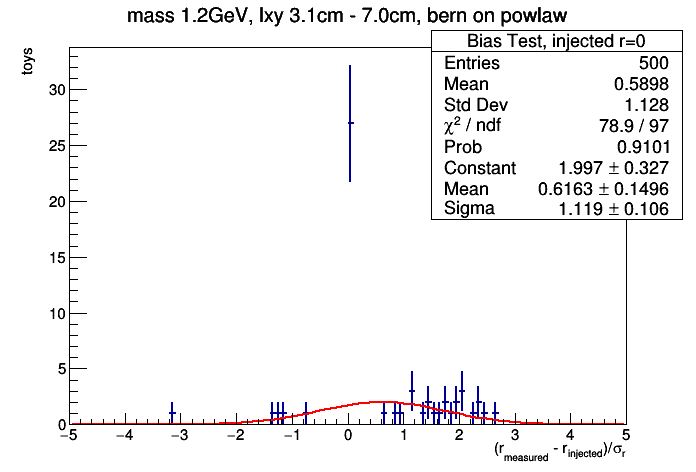 mass 1.2GeV, lxy 3.1cm - 7.0cm, bern on powlaw
Bias Test, injected r=0
Entries 500
Mean 0.5898
Std Dev 1.128
χ² / ndf 78.9 / 97
Prob 0.9101
Constant 1.997 ± 0.327
Mean 0.6163 ± 0.1496
Sigma 1.119 ± 0.106
toys
30
25
20
15
10
5
0
−5 −4 −3 −2 −1 0 1 2 3 4 5
(r_measured - r_injected)/σ_r